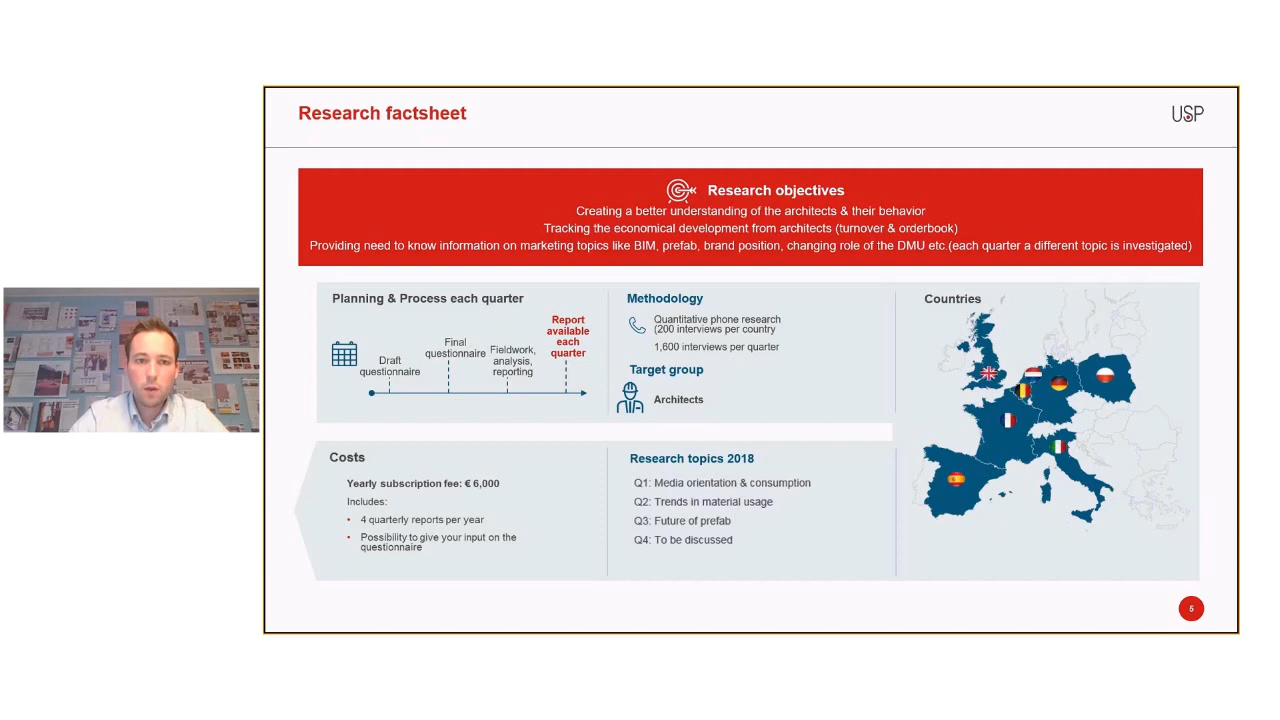 Research factsheet
USP
Research objectives
Creating a better understanding of the architects & their behavior
Tracking the economical development from architects (turnover & orderbook)
Providing need to know information on marketing topics like BIM, prefab, brand position, changing role of the DMU etc.(each quarter a different topic is investigated)
Planning & Process each quarter
Draft
questionnaire
Final
questionnaire
Fieldwork,
analysis,
reporting
Report
available
each
quarter
Methodology
Quantitative phone research
(200 interviews per country
1,600 interviews per quarter
Target group
Architects
Countries
Costs
Yearly subscription fee: € 6,000
Includes:
• 4 quarterly reports per year
• Possibility to give your input on the
questionnaire
Research topics 2018
Q1: Media orientation & consumption
Q2: Trends in material usage
Q3: Future of prefab
Q4: To be discussed
5